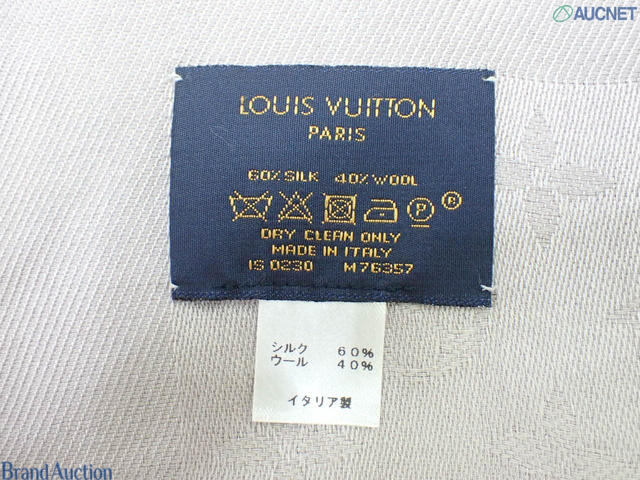 AUCNET
LOUIS VUITTON
PARIS
60% SILK 40% WOOL
P ®
DRY CLEAN ONLY
MADE IN ITALY
IS 0230 M76357
シルク 60%
ウール 40%
イタリア製
BrandAuction